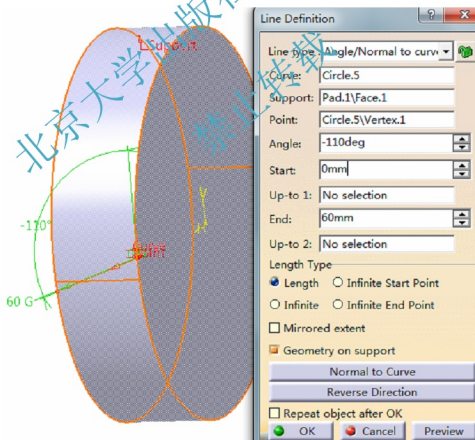 Line Definition
Line type : Angle/Normal to curv
Curve: Circle.5
Support: Pad.1\Face.1
Point: Circle.5\Vertex.1
Angle: -110deg
Start: 0mm
Up-to 1: No selection
End: 60mm
Up-to 2: No selection
Length Type
Length Infinite Start Point
Infinite Infinite End Point
Mirrored extent
Geometry on support
Normal to Curve
Reverse Direction
Repeat object after OK
OK Cancel Preview
Support
-110°
Curve
Point
60 G
北京大学出版社
禁止转载